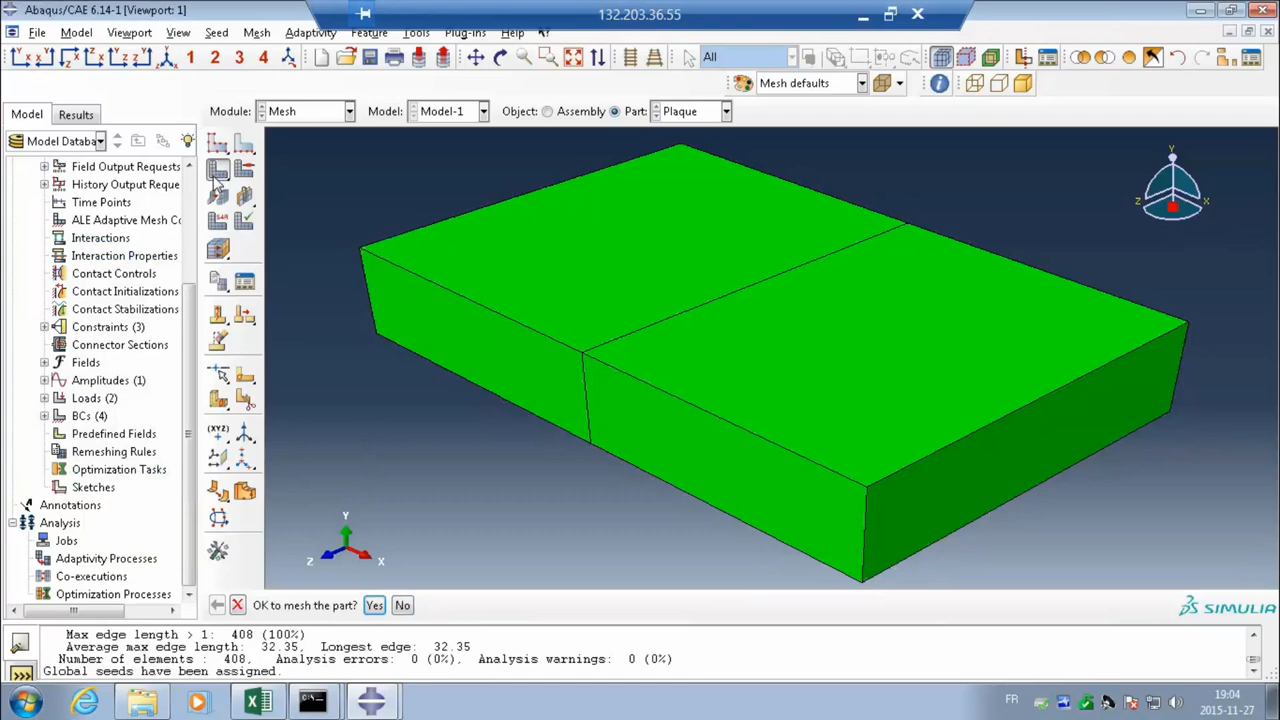 Abaqus/CAE 6.14-1 [Viewport: 1]
132.203.36.55
File Model Viewport View Seed Mesh Adaptivity Feature Tools Plug-ins Help
1 2 3 4
All
Mesh defaults
Model Results
Module: Mesh Model: Model-1 Object: Assembly Part: Plaque
Model Databa
Field Output Requests
History Output Reque
Time Points
ALE Adaptive Mesh Co
Interactions
Interaction Properties
Contact Controls
Contact Initializations
Contact Stabilizations
Constraints (3)
Connector Sections
Fields
Amplitudes (1)
Loads (2)
BCs (4)
Predefined Fields
Remeshing Rules
Optimization Tasks
Sketches
Annotations
Analysis
Jobs
Adaptivity Processes
Co-executions
Optimization Processes
(XYZ)
Y
Z X
Y
Z X
OK to mesh the part? Yes No
SIMULIA
Max edge length > 1: 408 (100%)
Average max edge length: 32.35, Longest edge: 32.35
Number of elements : 408, Analysis errors: 0 (0%), Analysis warnings: 0 (0%)
Global seeds have been assigned.
>>>
FR
19:04
2015-11-27